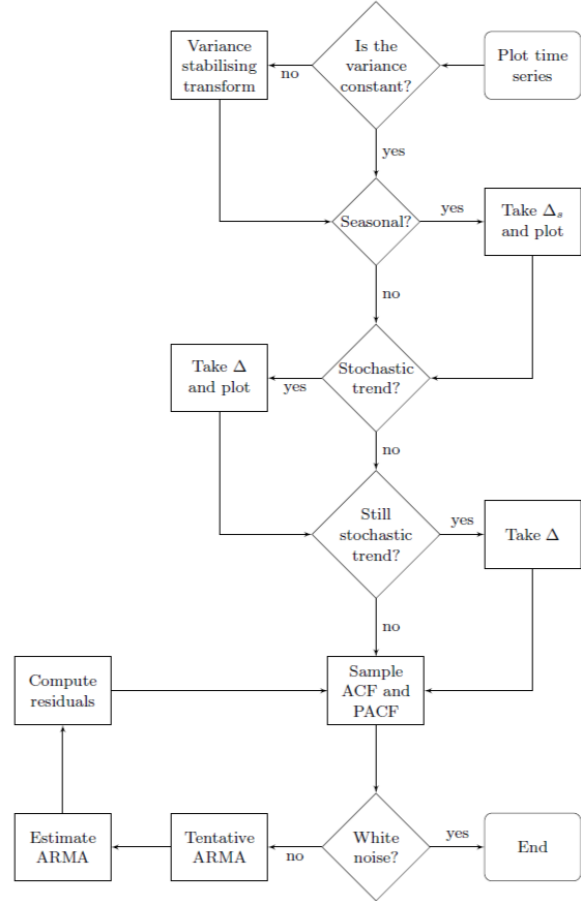 Variance
stabilising
transform
no
Is the
variance
constant?
Plot time
series
yes
Seasonal?
yes
Take Δₛ
and plot
no
Take Δ
and plot
yes
Stochastic
trend?
no
Still
stochastic
trend?
yes
Take Δ
no
Compute
residuals
Sample
ACF and
PACF
Estimate
ARMA
Tentative
ARMA
no
White
noise?
yes
End